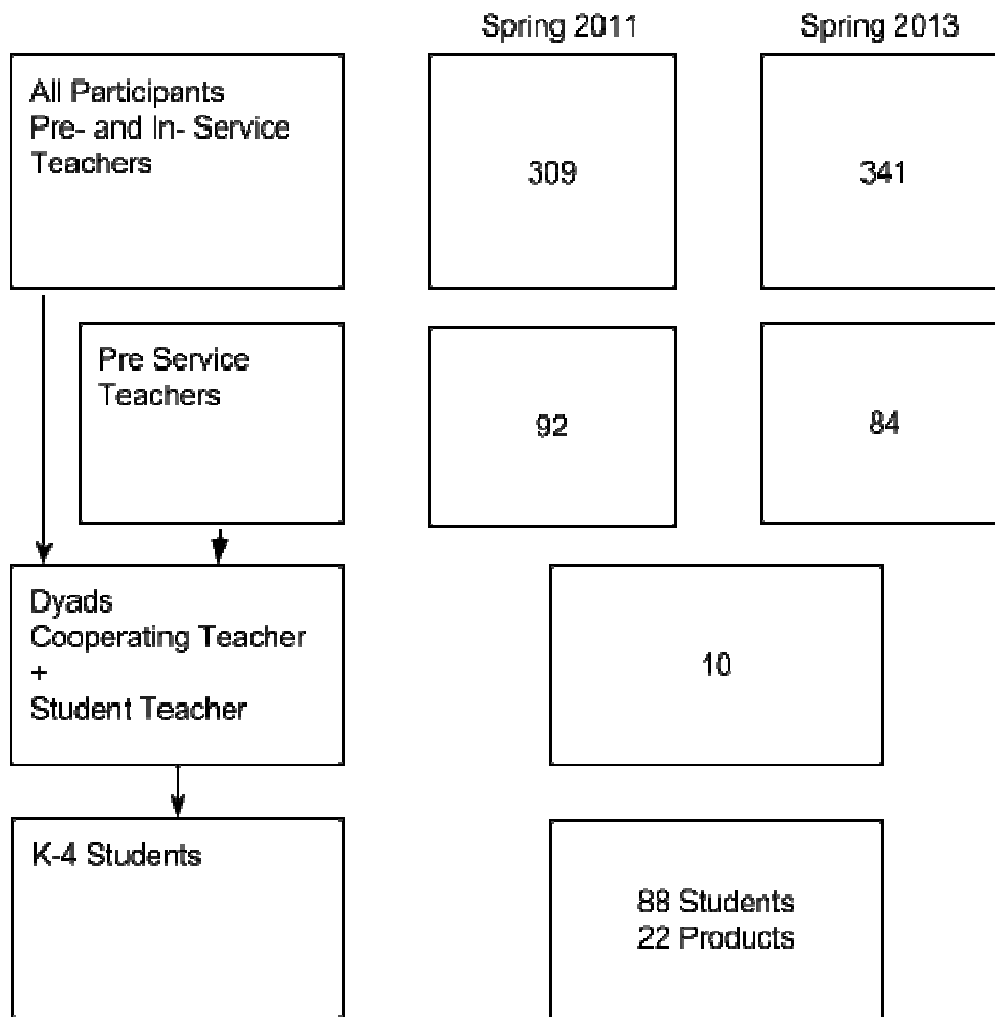 Spring 2011
Spring 2013
All Participants
Pre- and In- Service
Teachers
309
341
Pre Service
Teachers
92
84
Dyads
Cooperating Teacher
+
Student Teacher
10
K-4 Students
88 Students
22 Products